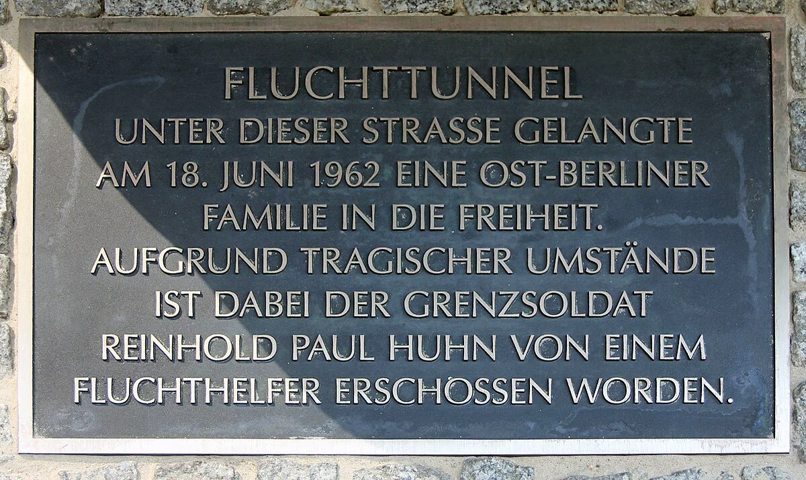 FLUCHTTUNNEL
UNTER DIESER STRASSE GELANGTE
AM 18. JUNI 1962 EINE OST-BERLINER
FAMILIE IN DIE FREIHEIT.
AUFGRUND TRAGISCHER UMSTÄNDE
IST DABEI DER GRENZSOLDAT
REINHOLD PAUL HUHN VON EINEM
FLUCHTHELFER ERSCHOSSEN WORDEN.